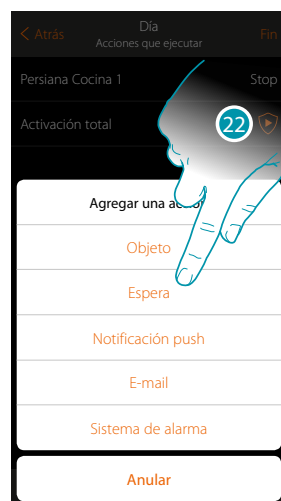 Atrás
Día
Fin
Acciones que ejecutar
Persiana Cocina 1
Stop
Activación total
22
Agregar una
Objeto
Espera
Notificación push
E-mail
Sistema de alarma
Anular